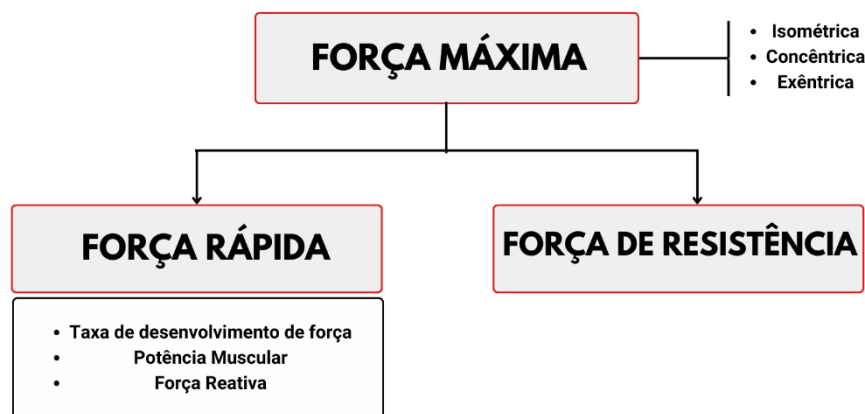 FORÇA MÁXIMA
• Isométrica
• Concêntrica
• Exêntrica
FORÇA RÁPIDA
FORÇA DE RESISTÊNCIA
• Taxa de desenvolvimento de força
• Potência Muscular
• Força Reativa